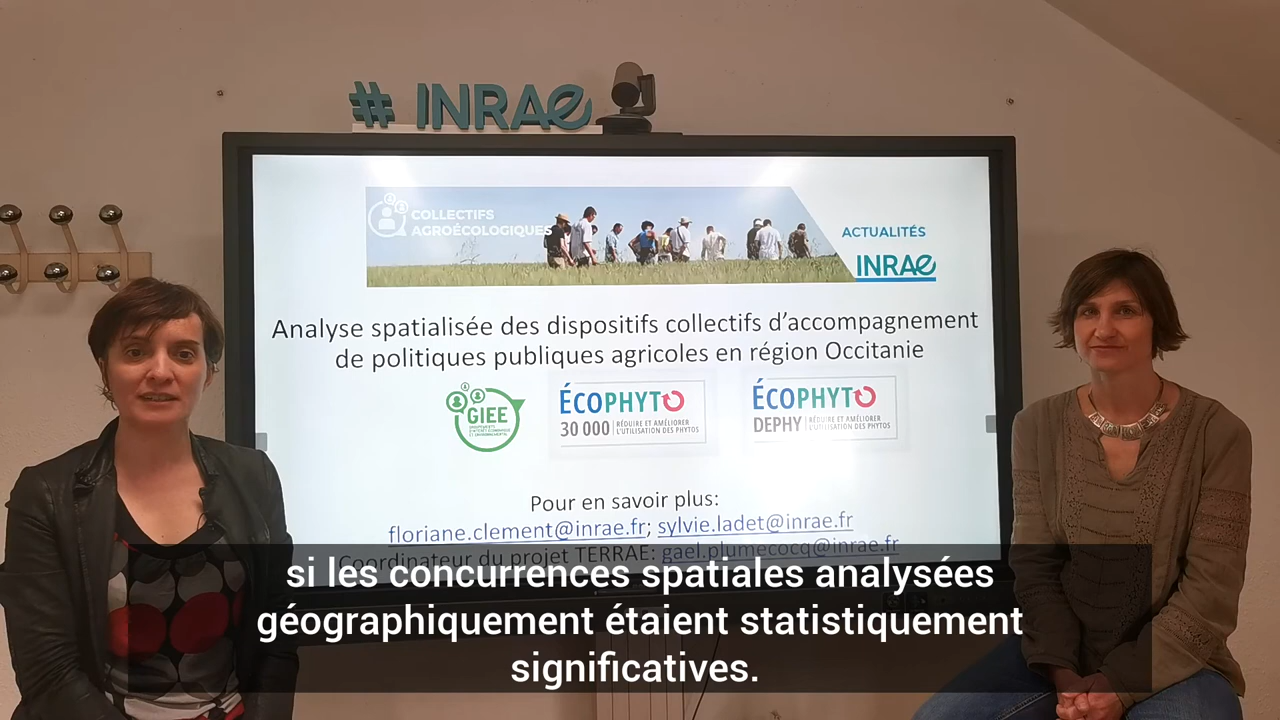 # INRAE
COLLECTIFS
AGROÉCOLOGIQUES
ACTUALITÉS
INRAE
Analyse spatialisée des dispositifs collectifs d'accompagnement
de politiques publiques agricoles en région Occitanie
GIEE
ÉCOPHYTO
30 000 RÉDUIRE ET AMÉLIORER
L'UTILISATION DES PHYTOS
ÉCOPHYTO
DEPHY RÉDUIRE ET AMÉLIORER
L'UTILISATION DES PHYTOS
Pour en savoir plus:
floriane.clement@inrae.fr; sylvie.ladet@inrae.fr
Coordinateur du projet TERRAE: gael.plumecocq@inrae.fr
si les concurrences spatiales analysées
géographiquement étaient statistiquement
significatives.